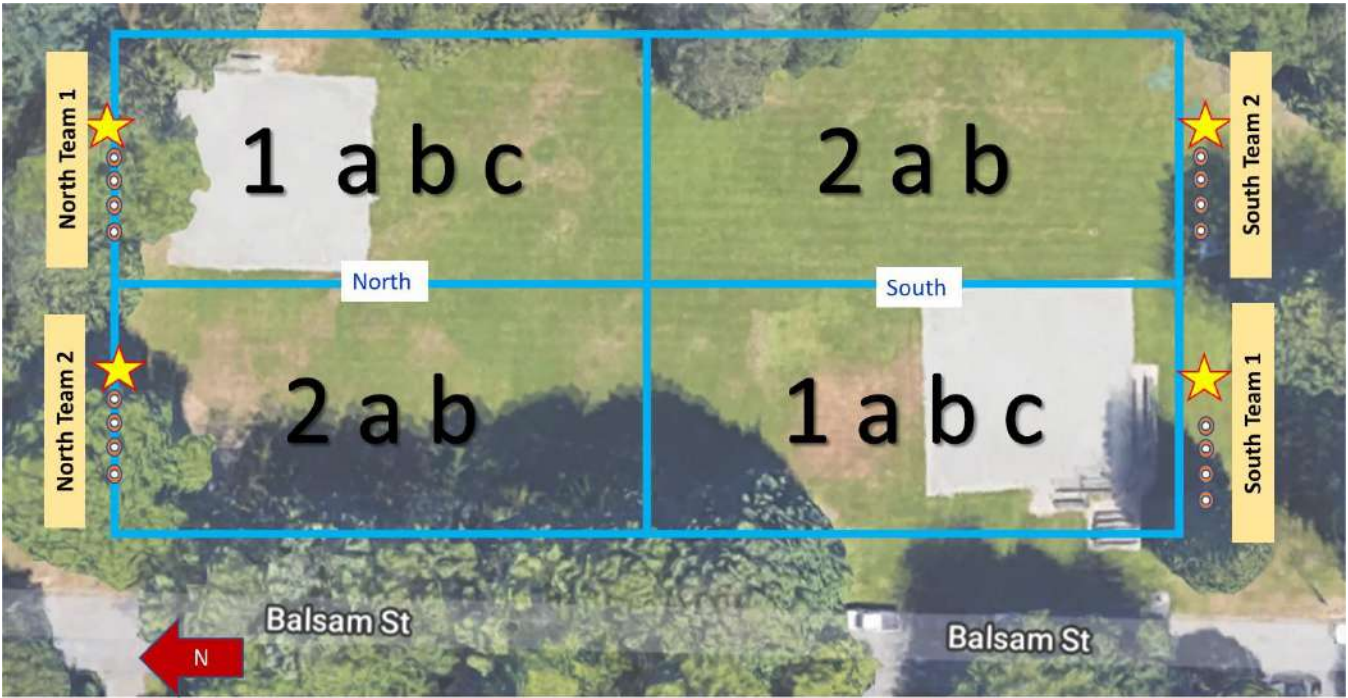 North Team 1
1 a b c
2 a b
South Team 2
North
South
North Team 2
2 a b
1 a b c
South Team 1
Balsam St
Balsam St
N